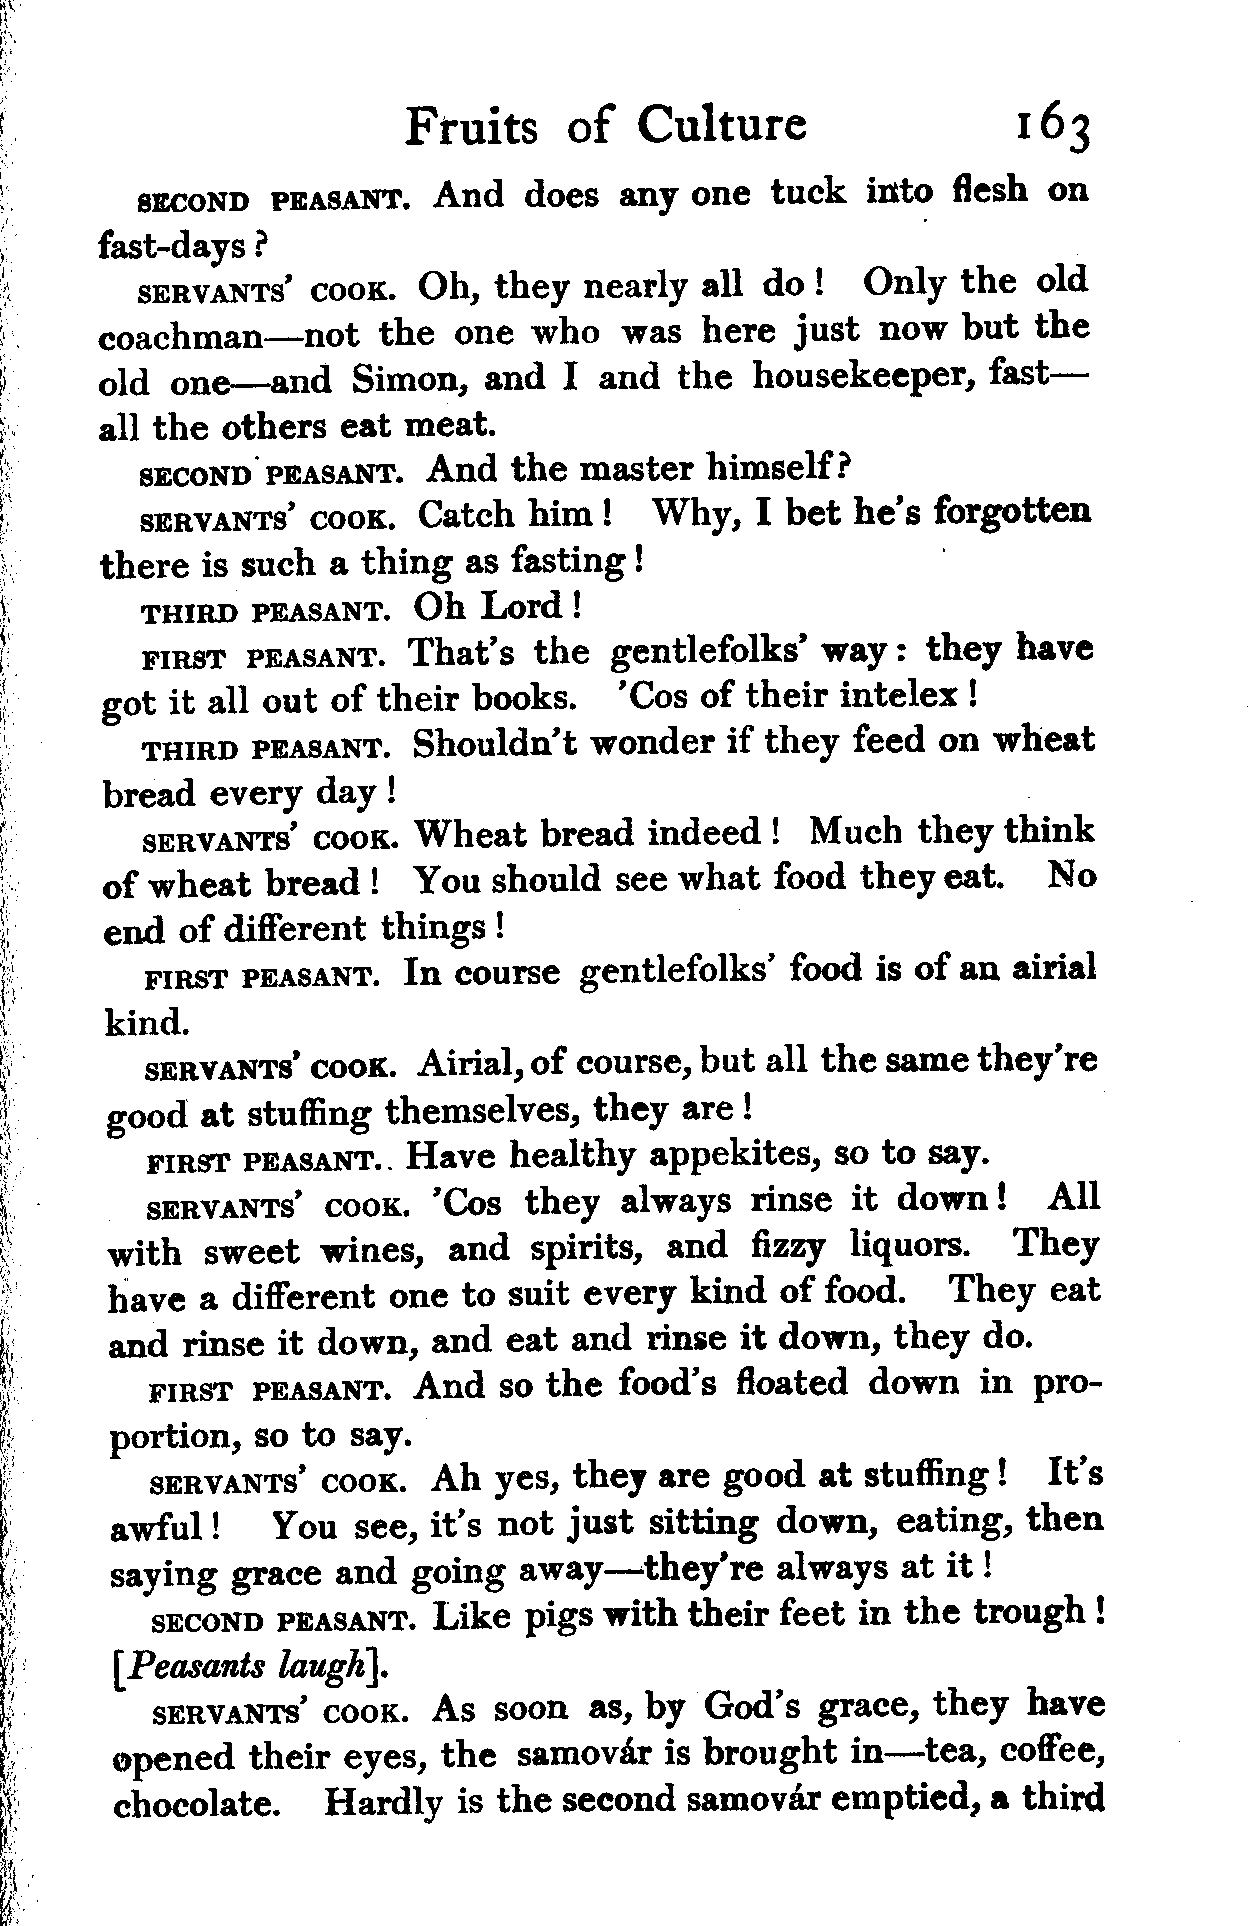 Fruits of Culture 163
SECOND PEASANT. And does any one tuck into flesh on
fast-days?
SERVANTS' COOK. Oh, they nearly all do! Only the old
coachman—not the one who was here just now but the
old one—and Simon, and I and the housekeeper, fast—
all the others eat meat.
SECOND PEASANT. And the master himself?
SERVANTS' COOK. Catch him! Why, I bet he's forgotten
there is such a thing as fasting!
THIRD PEASANT. Oh Lord!
FIRST PEASANT. That's the gentlefolks' way: they have
got it all out of their books. 'Cos of their intelex!
THIRD PEASANT. Shouldn't wonder if they feed on wheat
bread every day!
SERVANTS' COOK. Wheat bread indeed! Much they think
of wheat bread! You should see what food they eat. No
end of different things!
FIRST PEASANT. In course gentlefolks' food is of an airial
kind.
SERVANTS' COOK. Airial, of course, but all the same they're
good at stuffing themselves, they are!
FIRST PEASANT. Have healthy appekites, so to say.
SERVANTS' COOK. 'Cos they always rinse it down! All
with sweet wines, and spirits, and fizzy liquors. They
have a different one to suit every kind of food. They eat
and rinse it down, and eat and rinse it down, they do.
FIRST PEASANT. And so the food's floated down in pro-
portion, so to say.
SERVANTS' COOK. Ah yes, they are good at stuffing! It's
awful! You see, it's not just sitting down, eating, then
saying grace and going away—they're always at it!
SECOND PEASANT. Like pigs with their feet in the trough!
[Peasants laugh].
SERVANTS' COOK. As soon as, by God's grace, they have
opened their eyes, the samovár is brought in—tea, coffee,
chocolate. Hardly is the second samovár emptied, a third